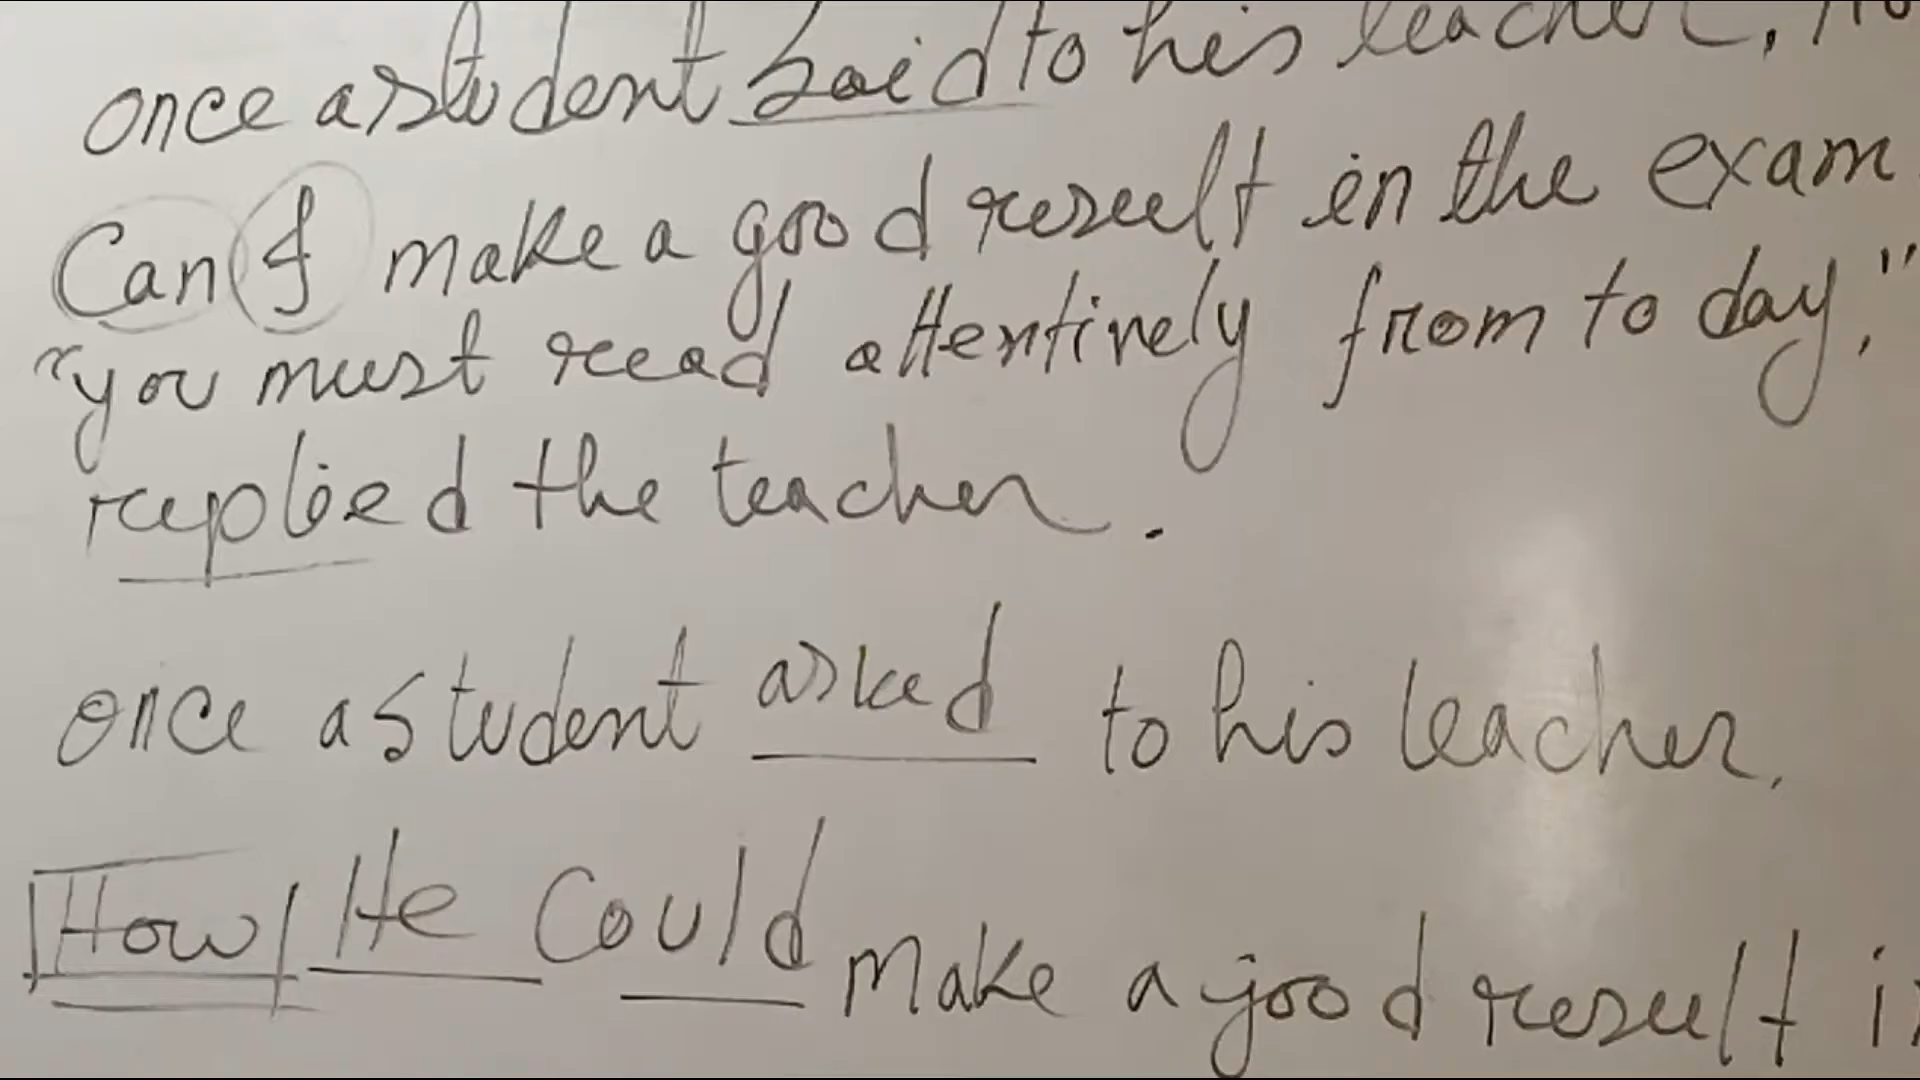 once a student said to his teacher,
Can I make a good result in the exam
"you must read attentively from to day,"
replied the teacher.
once a student asked to his teacher,
How He Could make a good result